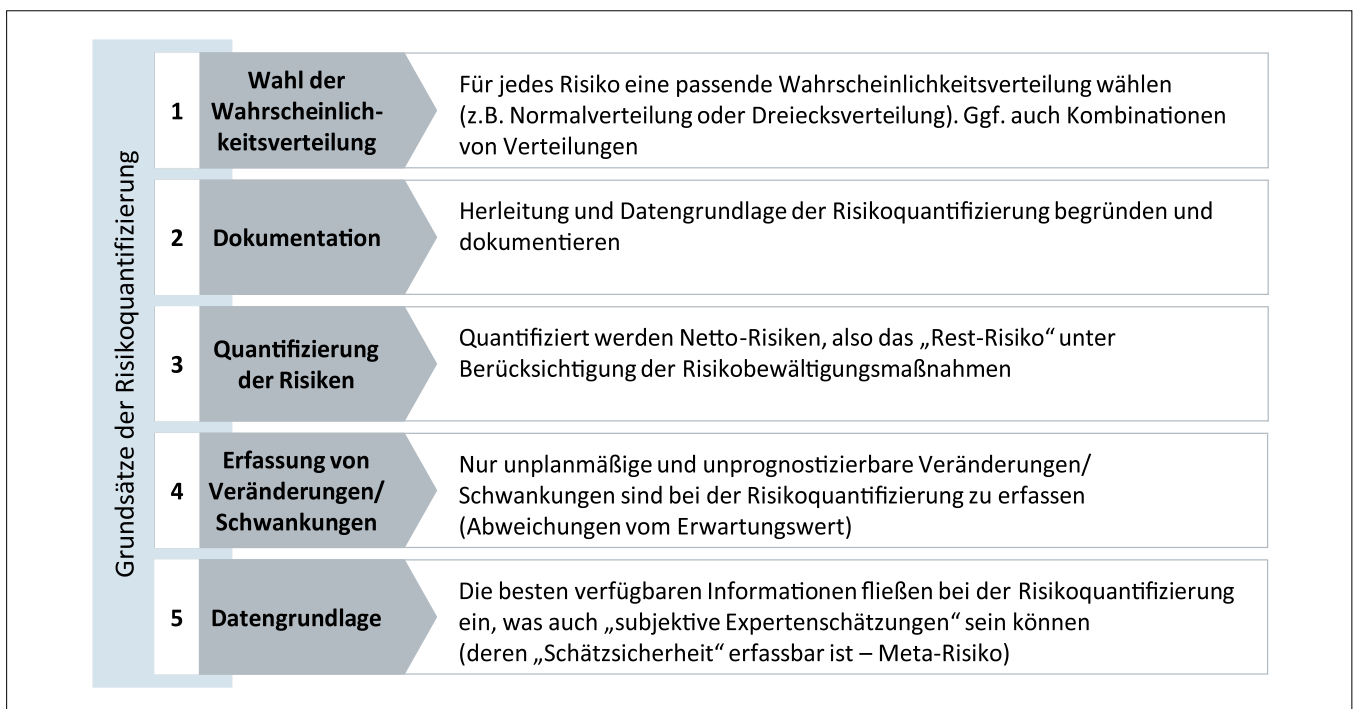 Grundsätze der Risikoquantifizierung
1
Wahl der
Wahrscheinlich-
keitsverteilung
Für jedes Risiko eine passende Wahrscheinlichkeitsverteilung wählen
(z.B. Normalverteilung oder Dreiecksverteilung). Ggf. auch Kombinationen
von Verteilungen
2
Dokumentation
Herleitung und Datengrundlage der Risikoquantifizierung begründen und
dokumentieren
3
Quantifizierung
der Risiken
Quantifiziert werden Netto-Risiken, also das „Rest-Risiko“ unter
Berücksichtigung der Risikobewältigungsmaßnahmen
4
Erfassung von
Veränderungen/
Schwankungen
Nur unplanmäßige und unprognostizierbare Veränderungen/
Schwankungen sind bei der Risikoquantifizierung zu erfassen
(Abweichungen vom Erwartungswert)
5
Datengrundlage
Die besten verfügbaren Informationen fließen bei der Risikoquantifizierung
ein, was auch „subjektive Expertenschätzungen“ sein können
(deren „Schätzsicherheit“ erfassbar ist – Meta-Risiko)